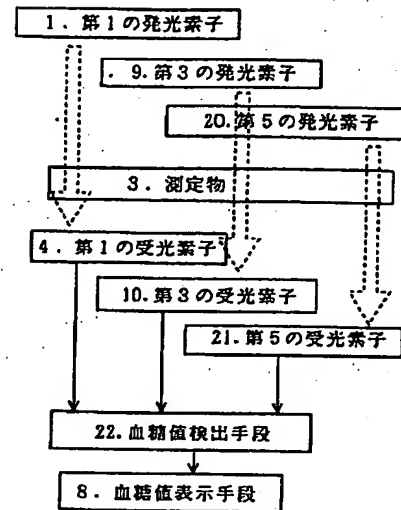 1．第1の発光素子
9．第3の発光素子
20．第5の発光素子
3．測定物
4．第1の受光素子
10．第3の受光素子
21．第5の受光素子
22．血糖値検出手段
8．血糖値表示手段